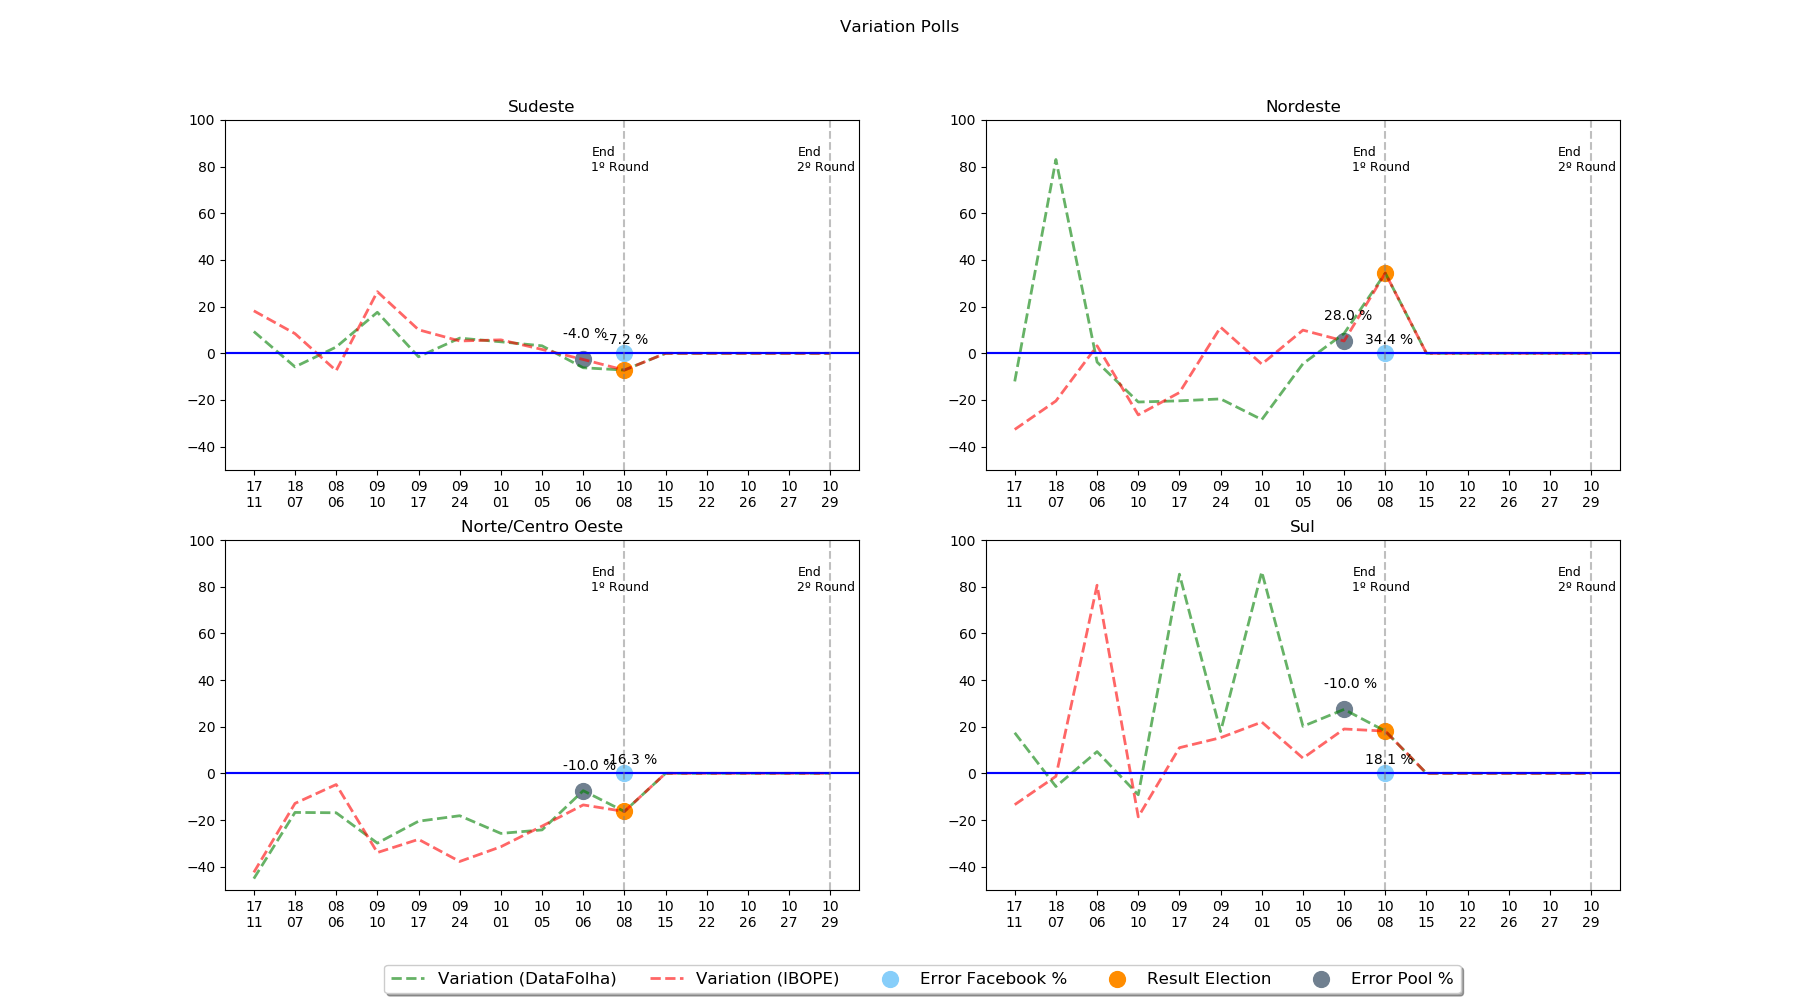 Variation Polls
Sudeste
100
80
60
40
20
0
−20
−40
End
1º Round
End
2º Round
-4.0 %
-7.2 %
17 18 08 09 09 09 10 10 10 10 10 10 10 10 10
11 07 06 10 17 24 01 05 06 08 15 22 26 27 29
Nordeste
100
80
60
40
20
0
−20
−40
End
1º Round
End
2º Round
28.0 %
34.4 %
17 18 08 09 09 09 10 10 10 10 10 10 10 10 10
11 07 06 10 17 24 01 05 06 08 15 22 26 27 29
Norte/Centro Oeste
100
80
60
40
20
0
−20
−40
End
1º Round
End
2º Round
-10.0 %
-16.3 %
17 18 08 09 09 09 10 10 10 10 10 10 10 10 10
11 07 06 10 17 24 01 05 06 08 15 22 26 27 29
Sul
100
80
60
40
20
0
−20
−40
End
1º Round
End
2º Round
-10.0 %
18.1 %
17 18 08 09 09 09 10 10 10 10 10 10 10 10 10
11 07 06 10 17 24 01 05 06 08 15 22 26 27 29
Variation (DataFolha) Variation (IBOPE) Error Facebook % Result Election Error Pool %